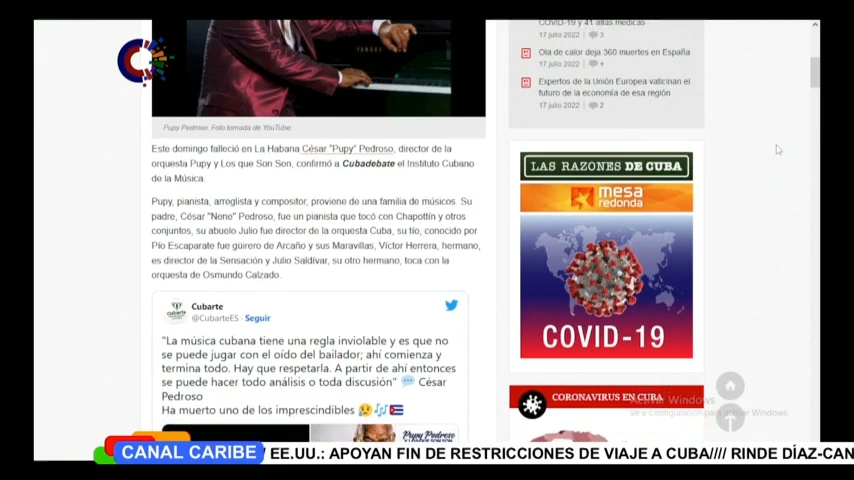 YAMAHA
Pupy Pedroso. Foto tomada de YouTube
Este domingo falleció en La Habana César "Pupy" Pedroso, director de la
orquesta Pupy y Los que Son Son, confirmó a Cubadebate el Instituto Cubano
de la Música.
Pupy, pianista, arreglista y compositor, proviene de una familia de músicos. Su
padre, César "Nene" Pedroso, fue un pianista que tocó con Chapottín y otros
conjuntos, su abuelo Julio fue director de la orquesta Cuba, su tío, conocido por
Pío Escaparate fue güirero de Arcaño y sus Maravillas, Víctor Herrera, hermano,
es director de la Sensación y Julio Saldívar, su otro hermano, toca con la
orquesta de Osmundo Calzado.
Cubarte
@CubarteES · Seguir
"La música cubana tiene una regla inviolable y es que no
se puede jugar con el oído del bailador; ahí comienza y
termina todo. Hay que respetarla. A partir de ahí entonces
se puede hacer todo análisis o toda discusión" 💬 César
Pedroso
Ha muerto uno de los imprescindibles 😢🎶🇨🇺
Pupy Pedroso
COVID-19 y 41 altas médicas
17 julio 2022 | 3
Ola de calor deja 360 muertes en España
17 julio 2022 | +
Expertos de la Unión Europea vaticinan el
futuro de la economía de esa región
17 julio 2022 | 2
LAS RAZONES DE CUBA
mesa
redonda
COVID-19
CORONAVIRUS EN CUBA
Activar Windows
Ve a Configuración para activar Windows.
CANAL CARIBE
/ EE.UU.: APOYAN FIN DE RESTRICCIONES DE VIAJE A CUBA//// RINDE DÍAZ-CAN